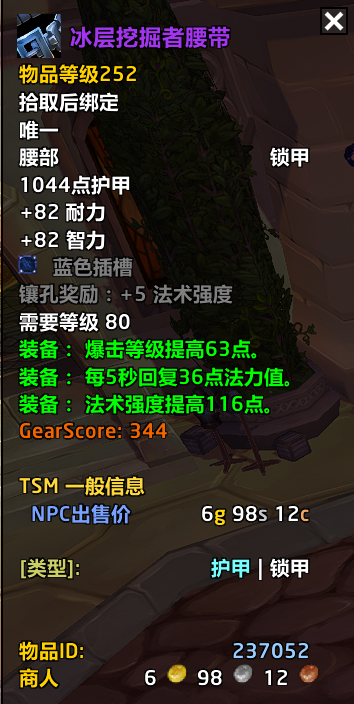 冰层挖掘者腰带
物品等级252
拾取后绑定
唯一
腰部 锁甲
1044点护甲
+82 耐力
+82 智力
蓝色插槽
镶孔奖励：+5 法术强度
需要等级 80
装备： 爆击等级提高63点。
装备： 每5秒回复36点法力值。
装备： 法术强度提高116点。
GearScore: 344
TSM 一般信息
NPC出售价 6g 98s 12c
[类型]: 护甲 | 锁甲
物品ID: 237052
商人 6 98 12